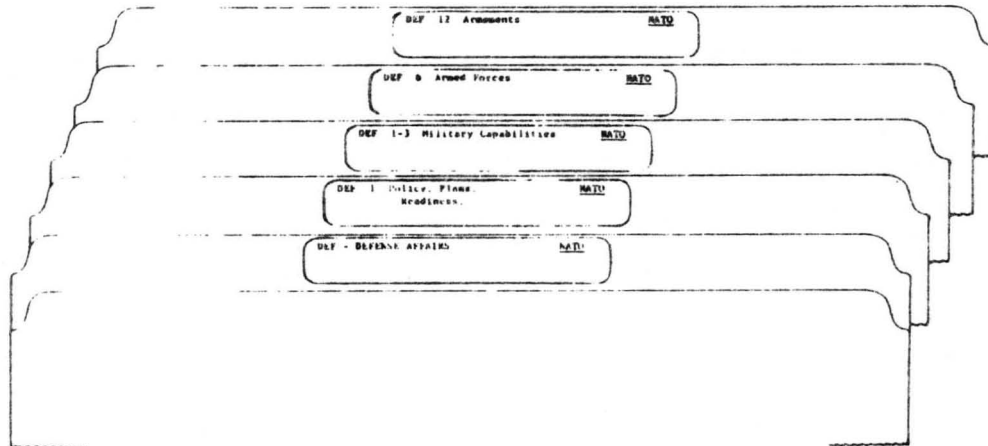 DEF 12 Armaments NATO
DEF 6 Armed Forces NATO
DEF 1-3 Military Capabilities NATO
DEF 1 Policy. Plans. NATO
Readiness.
DEF - DEFENSE AFFAIRS NATO